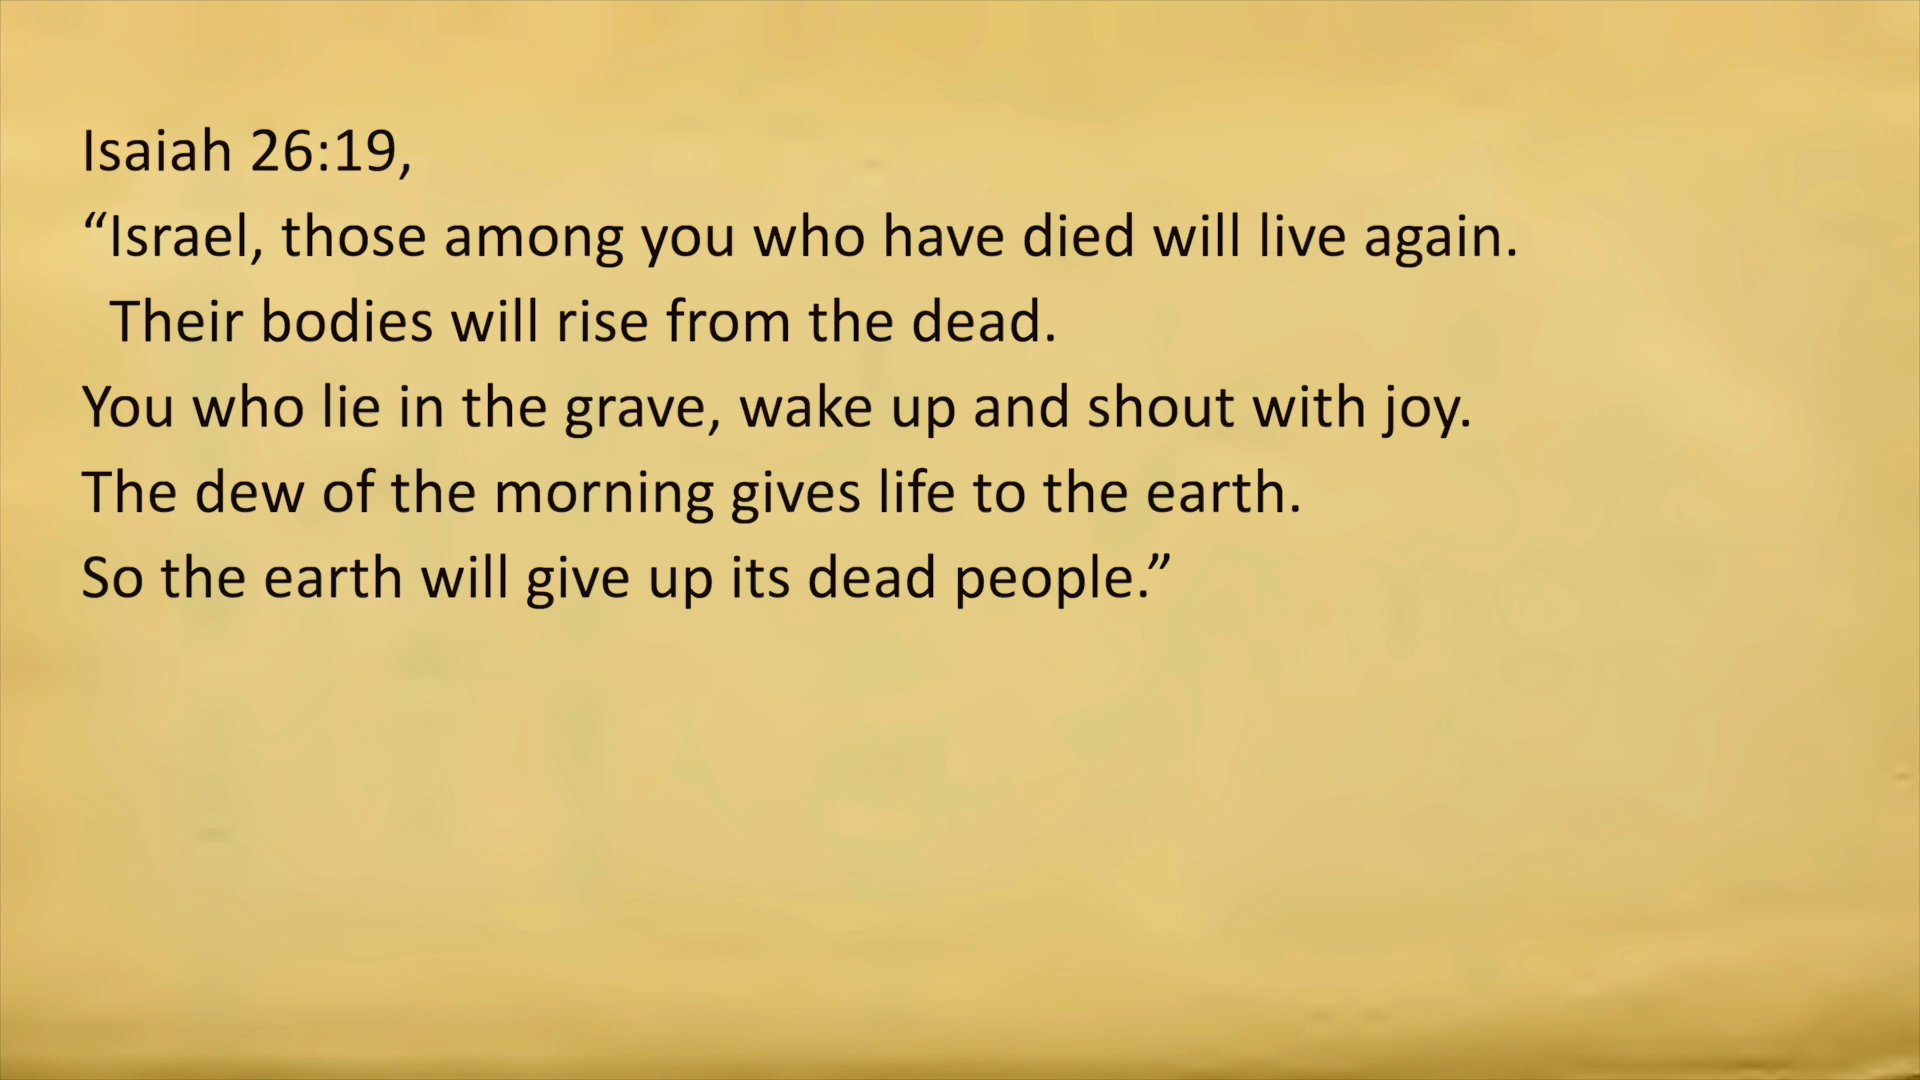 Isaiah 26:19,
“Israel, those among you who have died will live again.
Their bodies will rise from the dead.
You who lie in the grave, wake up and shout with joy.
The dew of the morning gives life to the earth.
So the earth will give up its dead people.”